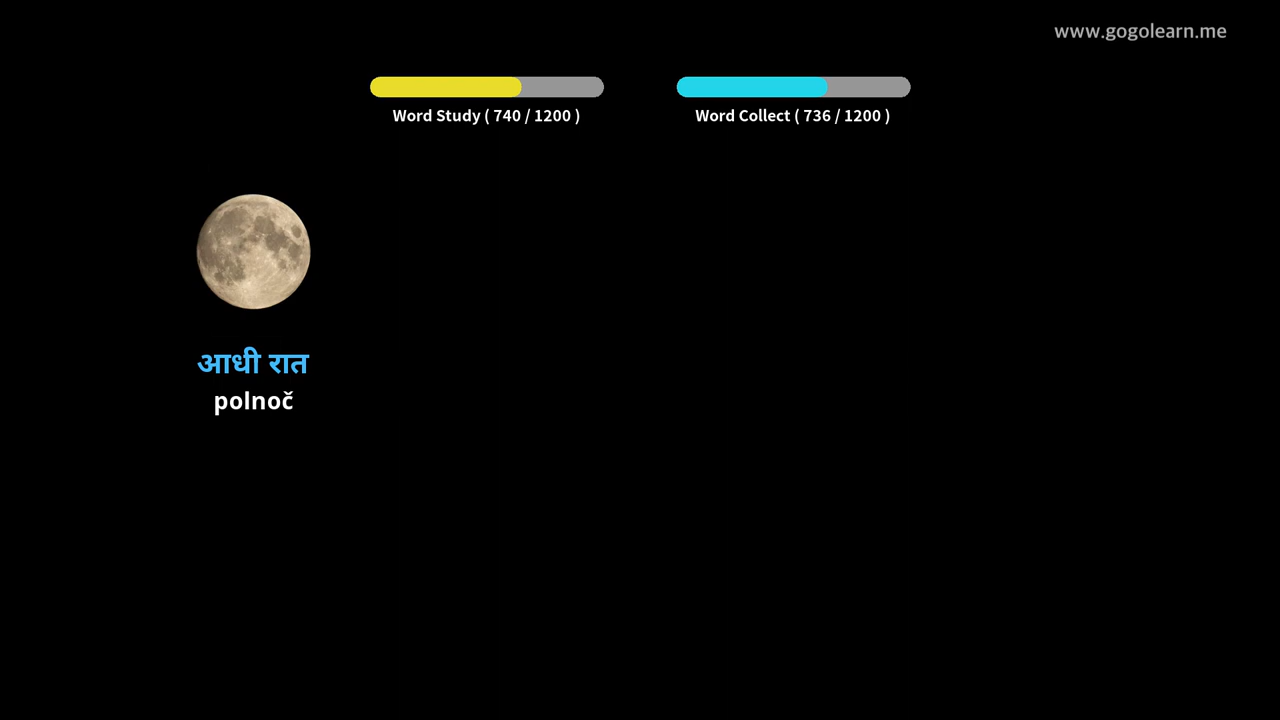 www.gogolearn.me
Word Study ( 740 / 1200 )
Word Collect ( 736 / 1200 )
आधी रात
polnoč